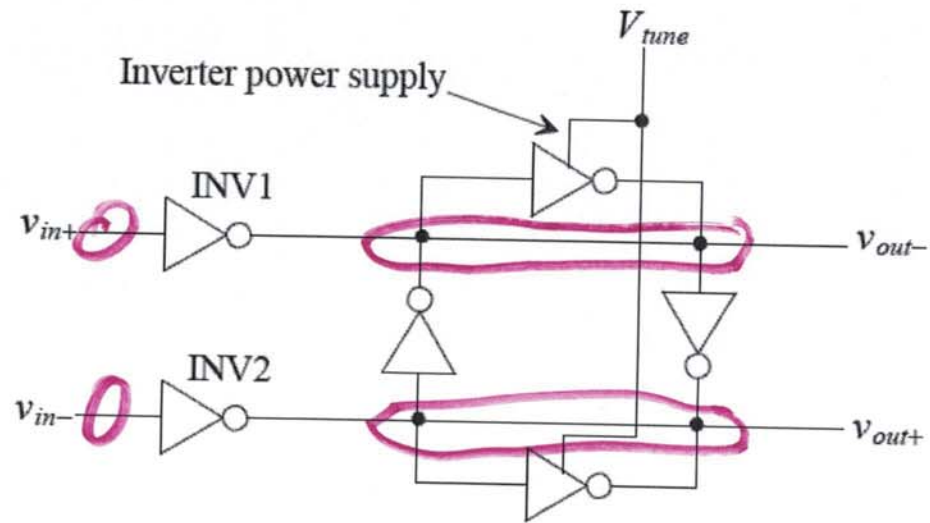 V_tune
Inverter power supply
INV1
v_in+
v_out−
INV2
v_in−
v_out+